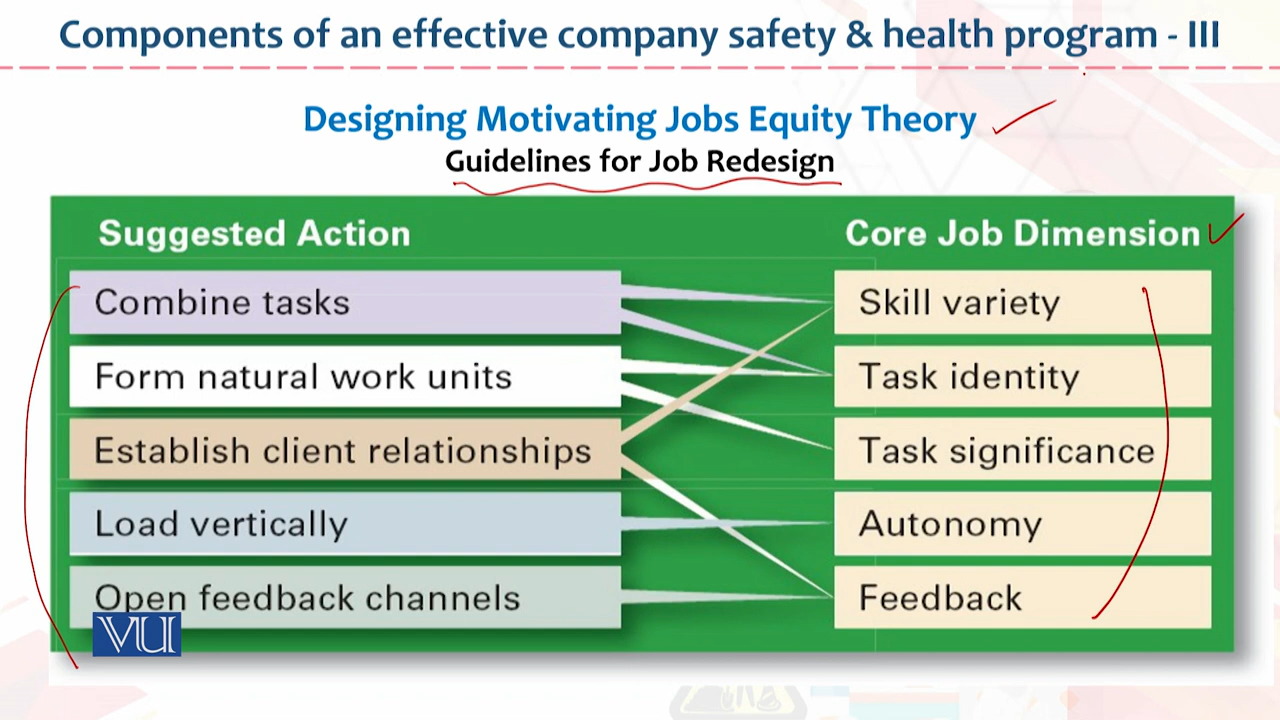 Components of an effective company safety & health program - III
Designing Motivating Jobs Equity Theory
Guidelines for Job Redesign
Suggested Action
Core Job Dimension
Combine tasks
Skill variety
Form natural work units
Task identity
Establish client relationships
Task significance
Load vertically
Autonomy
Open feedback channels
Feedback
VU